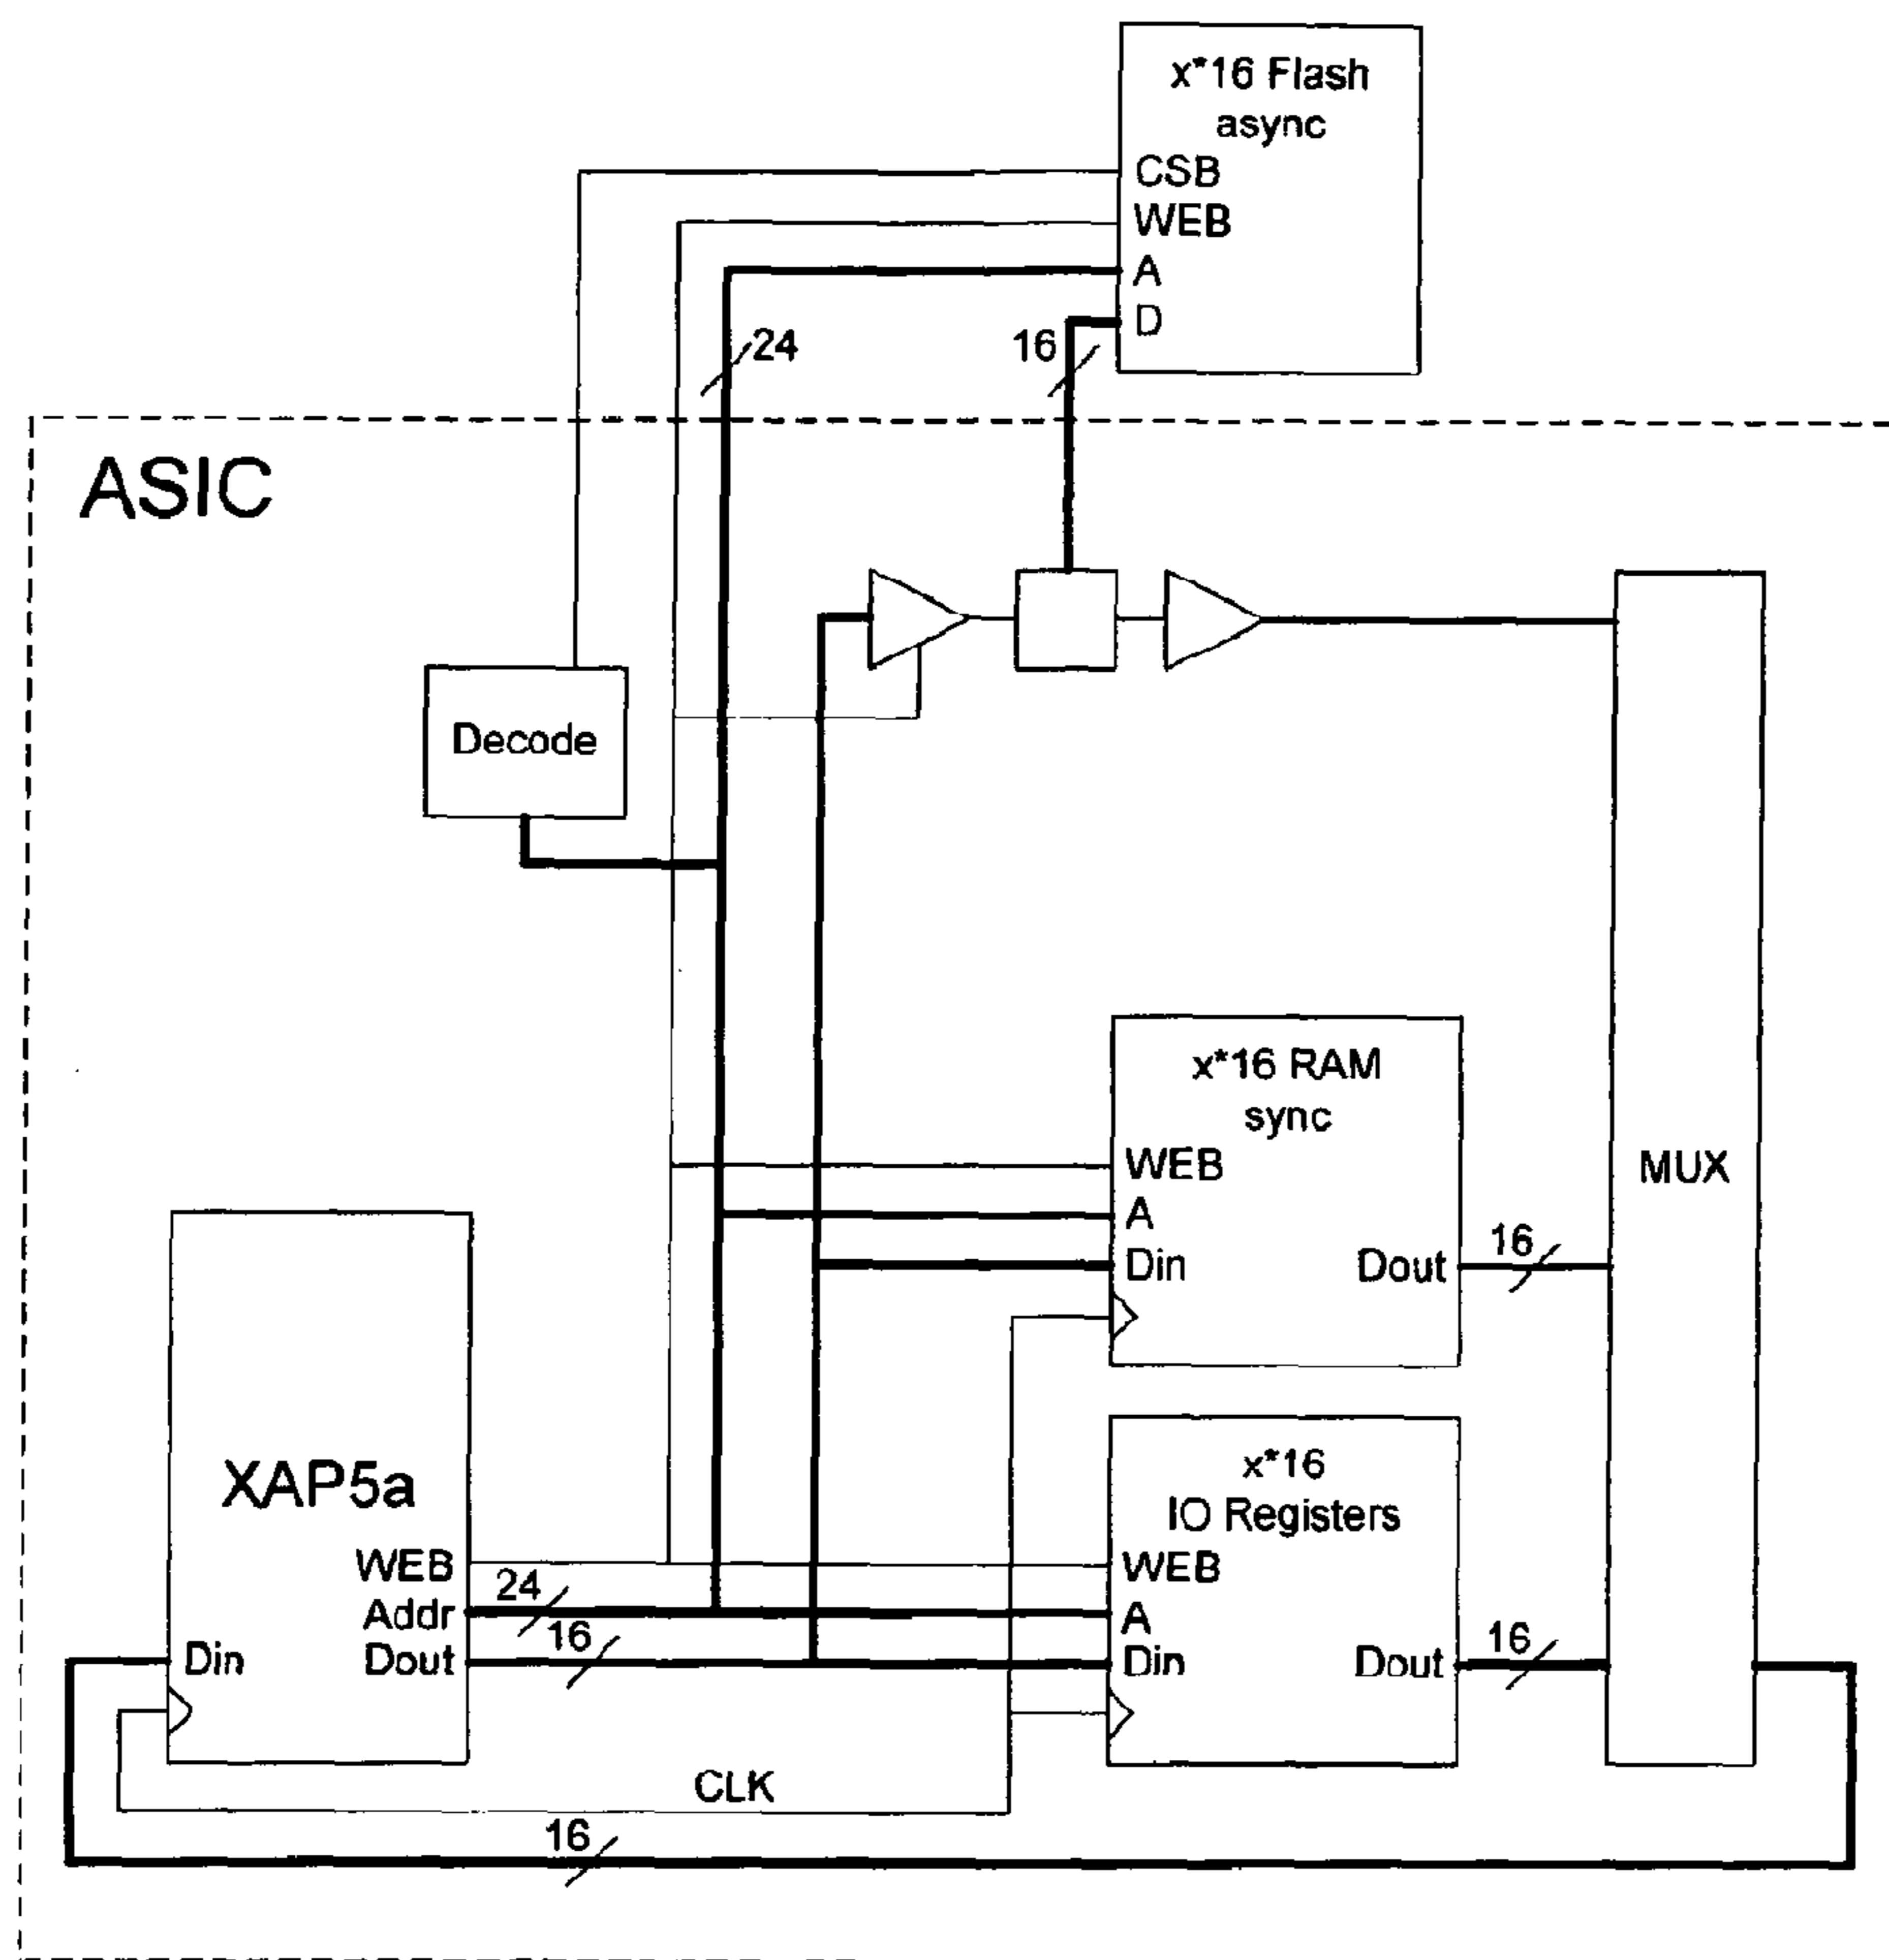 x*16 Flash
async
CSB
WEB
A
D
24
16
ASIC
Decode
x*16 RAM
sync
WEB
A
Din
Dout
16
MUX
XAP5a
WEB
Addr
Dout
Din
24
16
x*16
IO Registers
WEB
A
Din
Dout
16
CLK
16